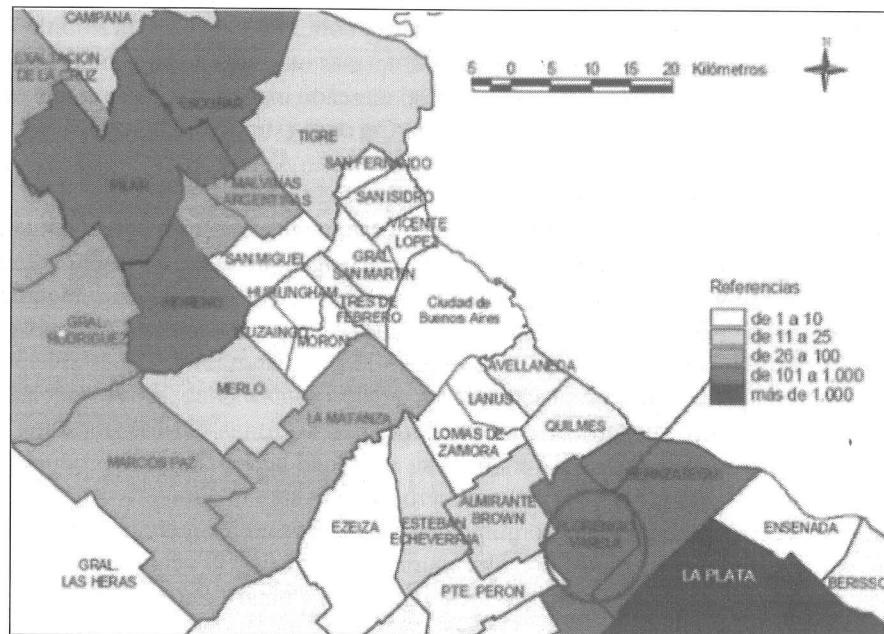 CAMPANA
EXALTACION
DE LA CRUZ
ESCOBAR
5 0 5 10 15 20 Kilómetros
N
TIGRE
SAN FERNANDO
PILAR
MALVINAS
ARGENTINAS
SAN ISIDRO
VICENTE
LOPEZ
SAN MIGUEL
GRAL.
SAN MARTIN
HURLINGHAM
MORENO
TRES DE
FEBRERO
Ciudad de
Buenos Aires
GRAL.
RODRIGUEZ
ITUZAINGO
MORON
Referencias
de 1 a 10
de 11 a 25
de 26 a 100
de 101 a 1.000
más de 1.000
AVELLANEDA
MERLO
LANUS
LA MATANZA
QUILMES
LOMAS DE
ZAMORA
MARCOS PAZ
BERAZATEGUI
ALMIRANTE
BROWN
EZEIZA
ESTEBAN
ECHEVERRIA
FLORENCIO
VARELA
ENSENADA
GRAL.
LAS HERAS
LA PLATA
BERISSO
PTE. PERON